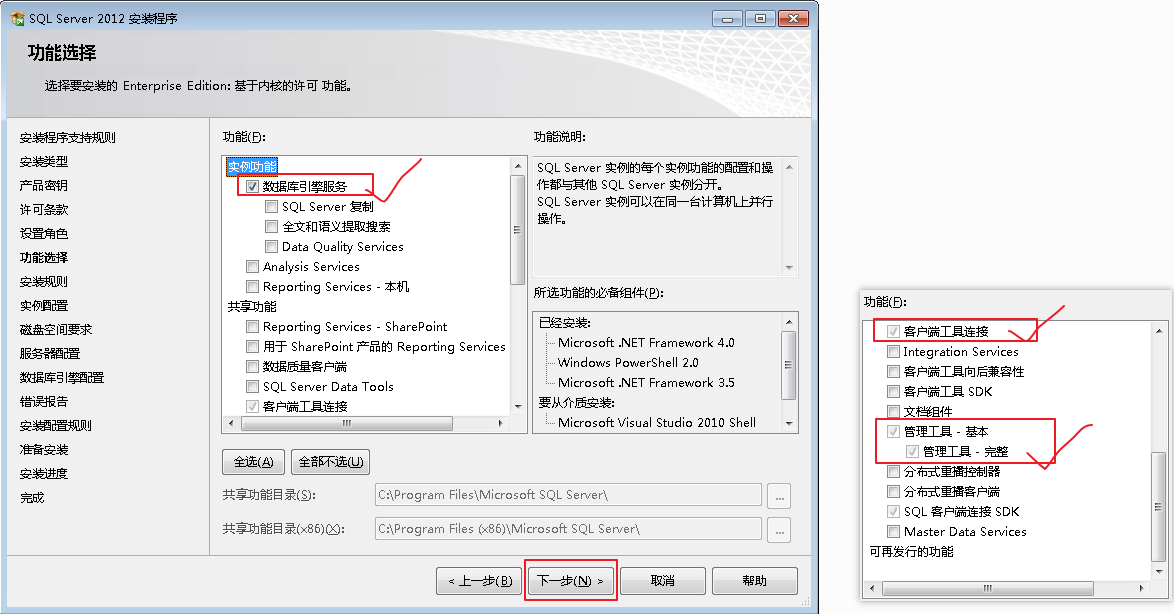 SQL Server 2012 安装程序
功能选择
选择要安装的 Enterprise Edition: 基于内核的许可 功能。
安装程序支持规则
安装类型
产品密钥
许可条款
设置角色
功能选择
安装规则
实例配置
磁盘空间要求
服务器配置
数据库引擎配置
错误报告
安装配置规则
准备安装
安装进度
完成
功能(F):
实例功能
数据库引擎服务
SQL Server 复制
全文和语义提取搜索
Data Quality Services
Analysis Services
Reporting Services - 本机
共享功能
Reporting Services - SharePoint
用于 SharePoint 产品的 Reporting Services
数据质量客户端
SQL Server Data Tools
客户端工具连接
功能说明:
SQL Server 实例的每个实例功能的配置和操
作都与其他 SQL Server 实例分开。
SQL Server 实例可以在同一台计算机上并行
操作。
所选功能的必备组件(P):
已经安装:
Microsoft .NET Framework 4.0
Windows PowerShell 2.0
Microsoft .NET Framework 3.5
要从介质安装:
Microsoft Visual Studio 2010 Shell
全选(A)
全部不选(U)
共享功能目录(S):
C:\Program Files\Microsoft SQL Server\
...
共享功能目录(x86)(X):
C:\Program Files (x86)\Microsoft SQL Server\
...
< 上一步(B)
下一步(N) >
取消
帮助
功能(F):
客户端工具连接
Integration Services
客户端工具向后兼容性
客户端工具 SDK
文档组件
管理工具 - 基本
管理工具 - 完整
分布式重播控制器
分布式重播客户端
SQL 客户端连接 SDK
Master Data Services
可再发行的功能